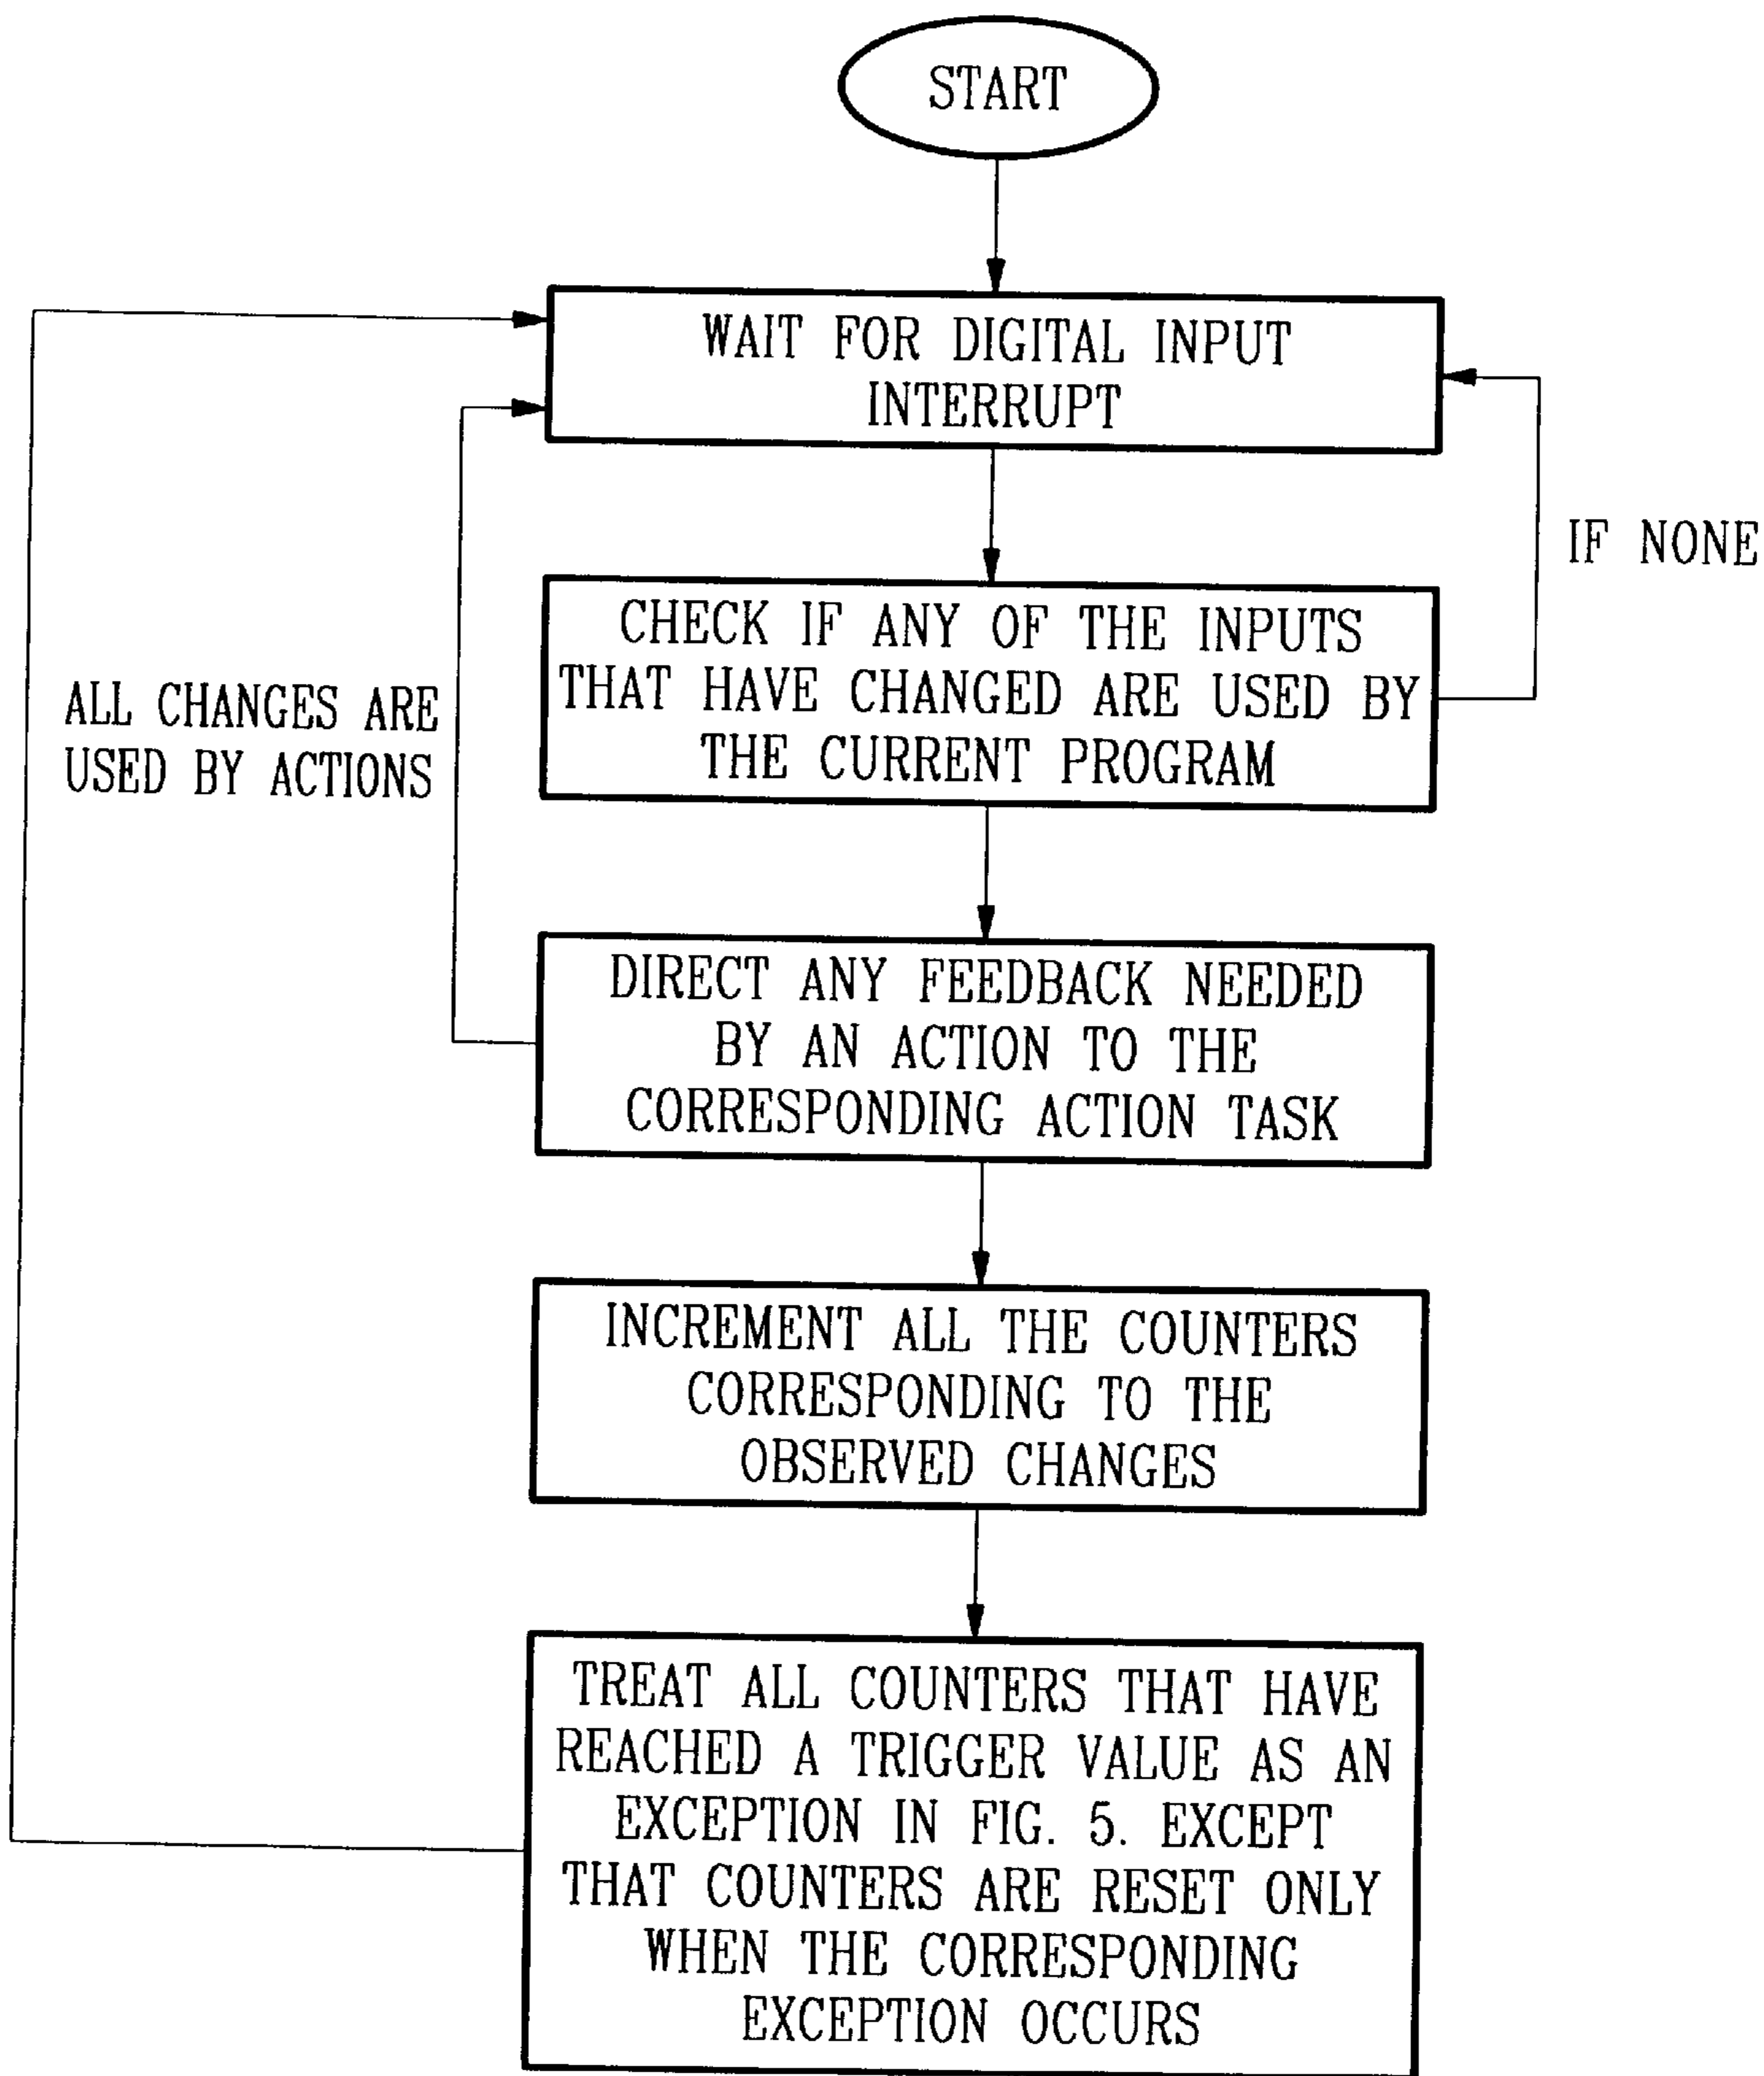 START
WAIT FOR DIGITAL INPUT
INTERRUPT
IF NONE
CHECK IF ANY OF THE INPUTS
THAT HAVE CHANGED ARE USED BY
THE CURRENT PROGRAM
ALL CHANGES ARE
USED BY ACTIONS
DIRECT ANY FEEDBACK NEEDED
BY AN ACTION TO THE
CORRESPONDING ACTION TASK
INCREMENT ALL THE COUNTERS
CORRESPONDING TO THE
OBSERVED CHANGES
TREAT ALL COUNTERS THAT HAVE
REACHED A TRIGGER VALUE AS AN
EXCEPTION IN FIG. 5. EXCEPT
THAT COUNTERS ARE RESET ONLY
WHEN THE CORRESPONDING
EXCEPTION OCCURS